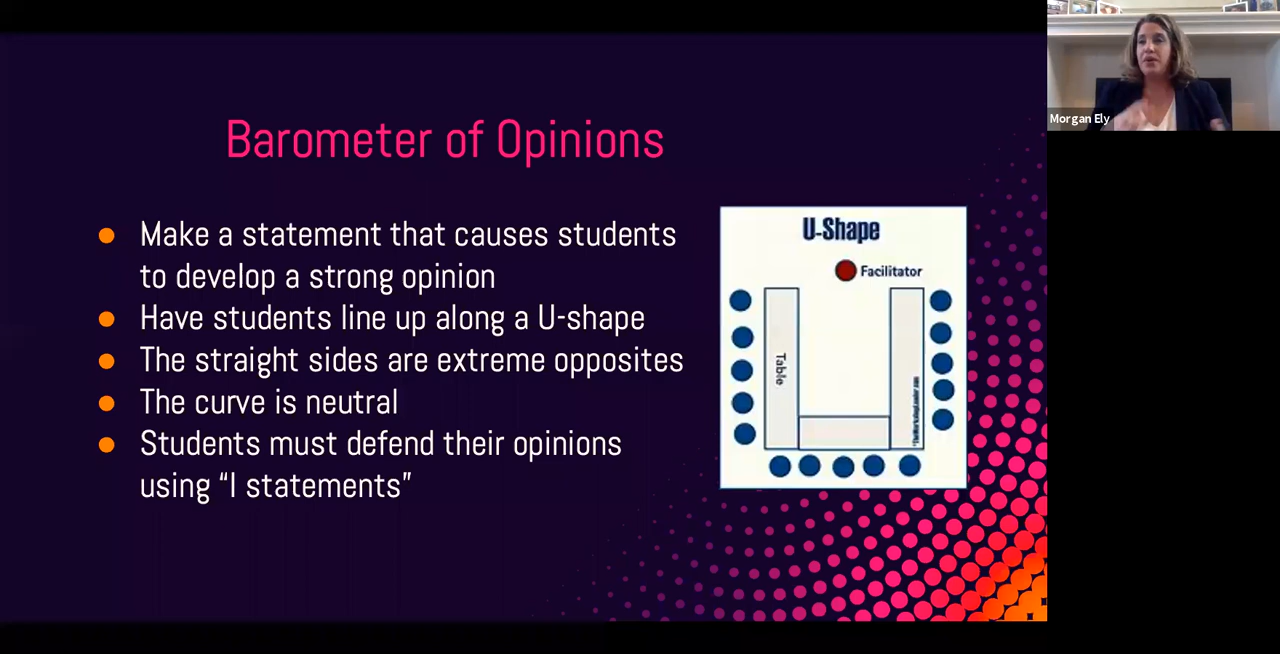 Barometer of Opinions
Make a statement that causes students
to develop a strong opinion
Have students line up along a U-shape
The straight sides are extreme opposites
The curve is neutral
Students must defend their opinions
using “I statements”
U-Shape
Facilitator
Table
Morgan Ely